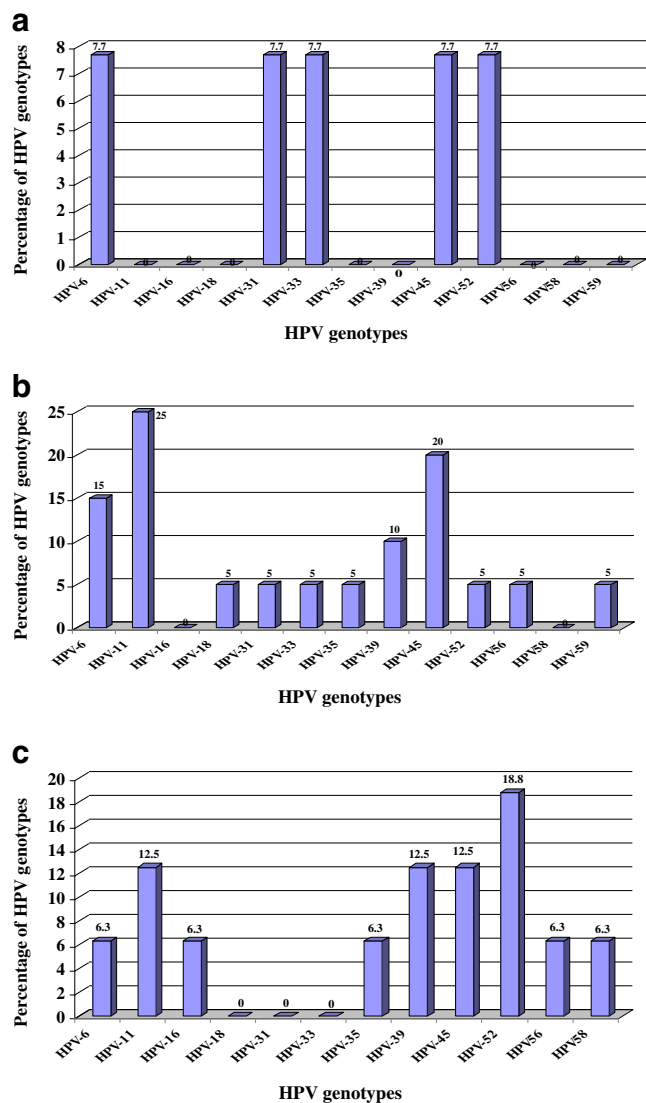 a
Percentage of HPV genotypes
8
7
6
5
4
3
2
1
0
7.7 0 0 0 7.7 7.7 0 0 7.7 7.7 0 0 0
HPV-6 HPV-11 HPV-16 HPV-18 HPV-31 HPV-33 HPV-35 HPV-39 HPV-45 HPV-52 HPV56 HPV58 HPV-59
HPV genotypes
b
Percentage of HPV genotypes
25
20
15
10
5
0
15 25 0 5 5 5 5 10 20 5 5 0 5
HPV-6 HPV-11 HPV-16 HPV-18 HPV-31 HPV-33 HPV-35 HPV-39 HPV-45 HPV-52 HPV56 HPV58 HPV-59
HPV genotypes
c
Percentage of HPV genotypes
20
18
16
14
12
10
8
6
4
2
0
6.3 12.5 6.3 0 0 0 6.3 12.5 12.5 18.8 6.3 6.3
HPV-6 HPV-11 HPV-16 HPV-18 HPV-31 HPV-33 HPV-35 HPV-39 HPV-45 HPV-52 HPV56 HPV58
HPV genotypes